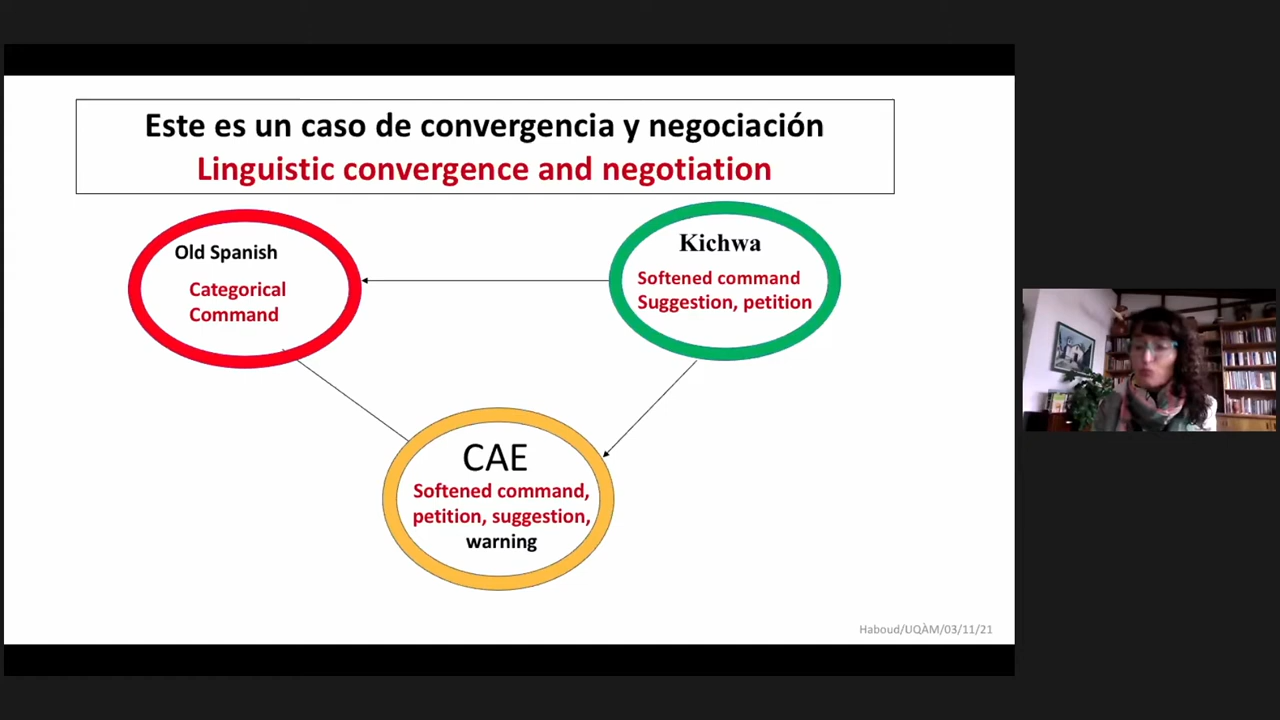 Este es un caso de convergencia y negociación
Linguistic convergence and negotiation
Old Spanish
Categorical
Command
Kichwa
Softened command
Suggestion, petition
CAE
Softened command,
petition, suggestion,
warning
Haboud/UQÀM/03/11/21